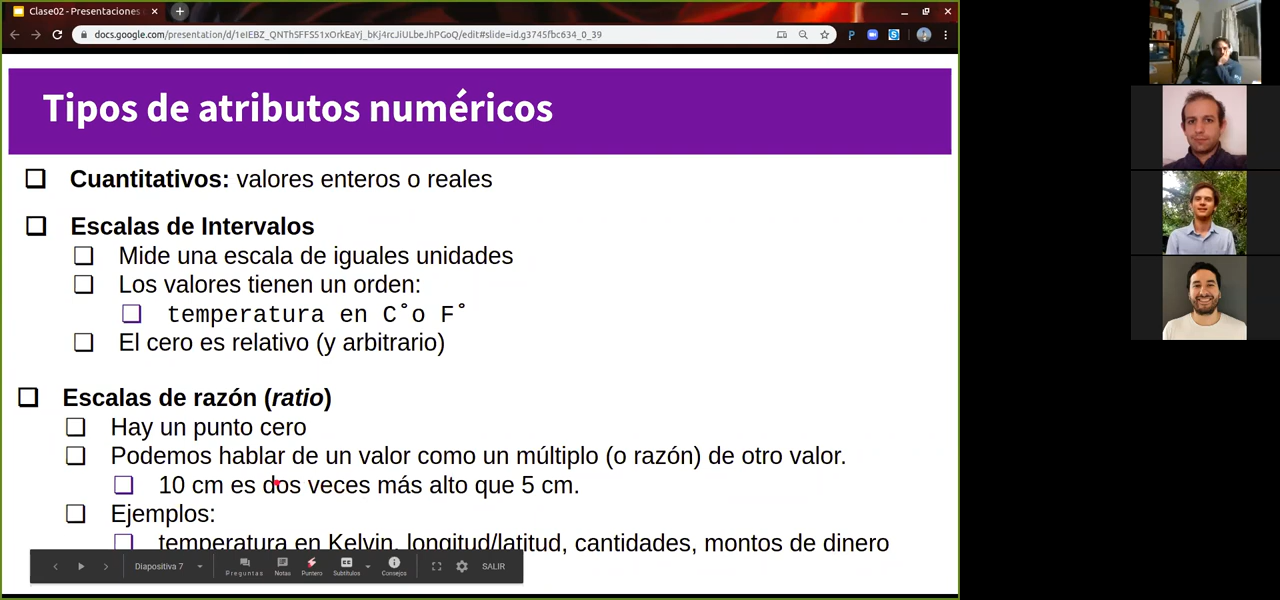 Clase02 - Presentaciones
docs.google.com/presentation/d/1eIEBZ_QNThSFFS51xOrkEaYj_bKj4rcJiULbeJhPGoQ/edit#slide=id.g3745fbc634_0_39
Tipos de atributos numéricos
Cuantitativos: valores enteros o reales
Escalas de Intervalos
Mide una escala de iguales unidades
Los valores tienen un orden:
temperatura en C˚o F˚
El cero es relativo (y arbitrario)
Escalas de razón (ratio)
Hay un punto cero
Podemos hablar de un valor como un múltiplo (o razón) de otro valor.
10 cm es dos veces más alto que 5 cm.
Ejemplos:
temperatura en Kelvin, longitud/latitud, cantidades, montos de dinero
Diapositiva 7
Preguntas
Notas
Puntero
Subtítulos
Consejos
SALIR